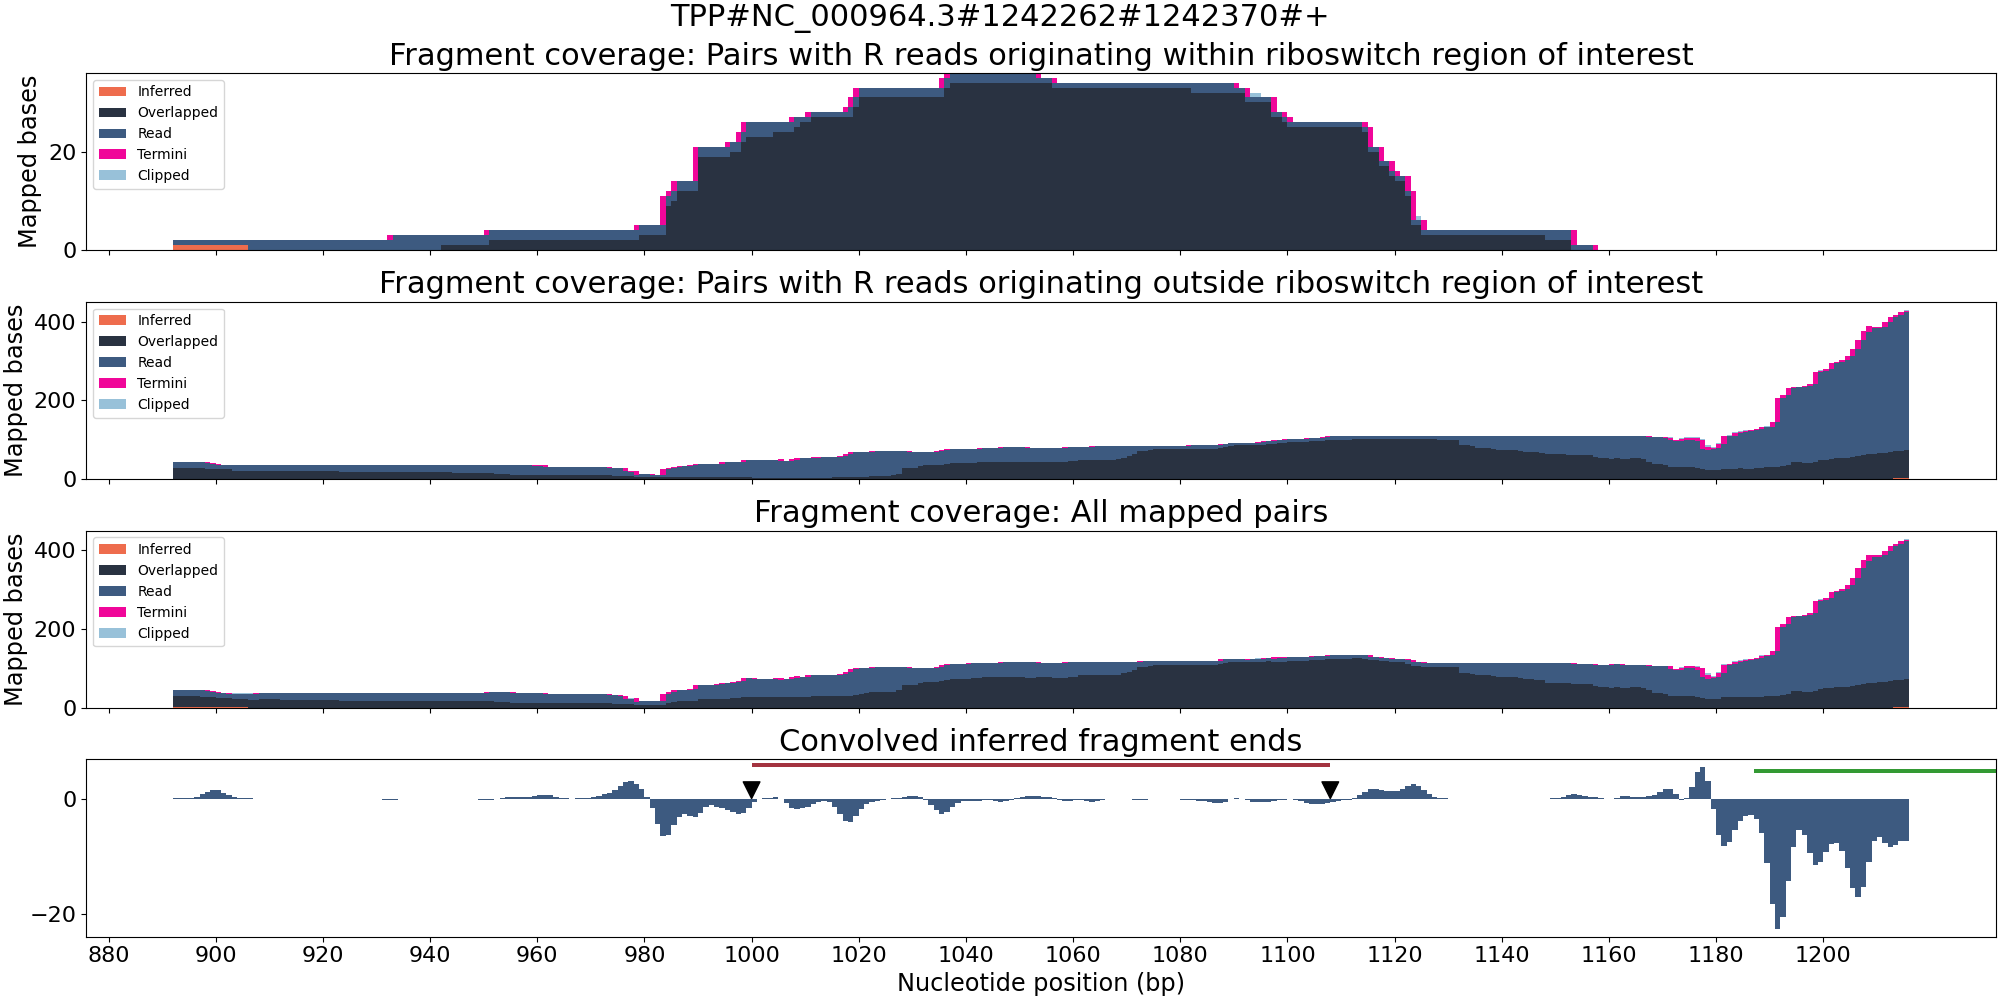 TPP#NC_000964.3#1242262#1242370#+
Fragment coverage: Pairs with R reads originating within riboswitch region of interest
Mapped bases
20
0
Inferred
Overlapped
Read
Termini
Clipped
Fragment coverage: Pairs with R reads originating outside riboswitch region of interest
Mapped bases
400
200
0
Inferred
Overlapped
Read
Termini
Clipped
Fragment coverage: All mapped pairs
Mapped bases
400
200
0
Inferred
Overlapped
Read
Termini
Clipped
Convolved inferred fragment ends
0
−20
880 900 920 940 960 980 1000 1020 1040 1060 1080 1100 1120 1140 1160 1180 1200
Nucleotide position (bp)